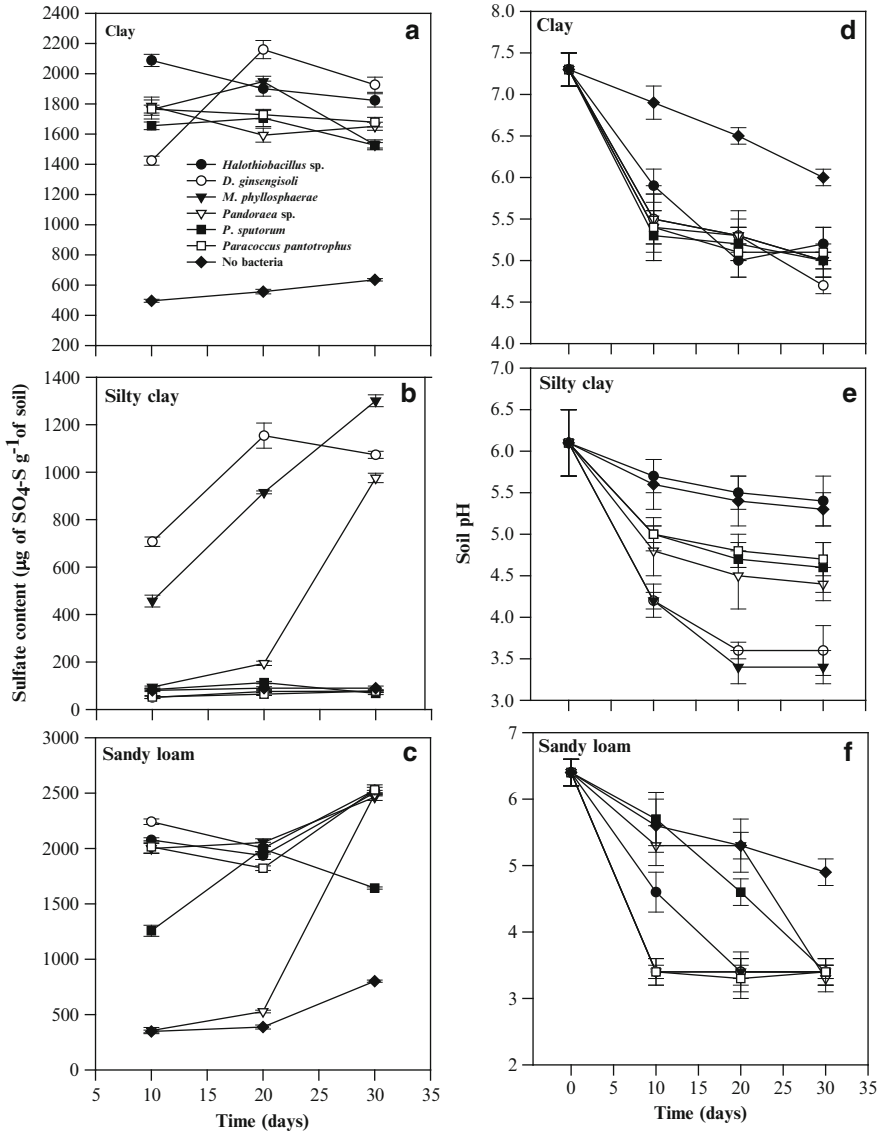 Clay
a
2400
2200
2000
1800
1600
1400
1200
1000
800
600
400
200
Halothiobacillus sp.
D. ginsengisoli
M. phyllosphaerae
Pandoraea sp.
P. sputorum
Paracoccus pantotrophus
No bacteria
Silty clay
b
1400
1200
1000
800
600
400
200
0
Sulfate content (µg of SO4-S g-1of soil)
Sandy loam
c
3000
2500
2000
1500
1000
500
0
5 10 15 20 25 30 35
Time (days)
Clay
d
8.0
7.5
7.0
6.5
6.0
5.5
5.0
4.5
4.0
Silty clay
e
7.0
6.5
6.0
5.5
5.0
4.5
4.0
3.5
3.0
Soil pH
Sandy loam
f
7
6
5
4
3
2
0 5 10 15 20 25 30 35
Time (days)